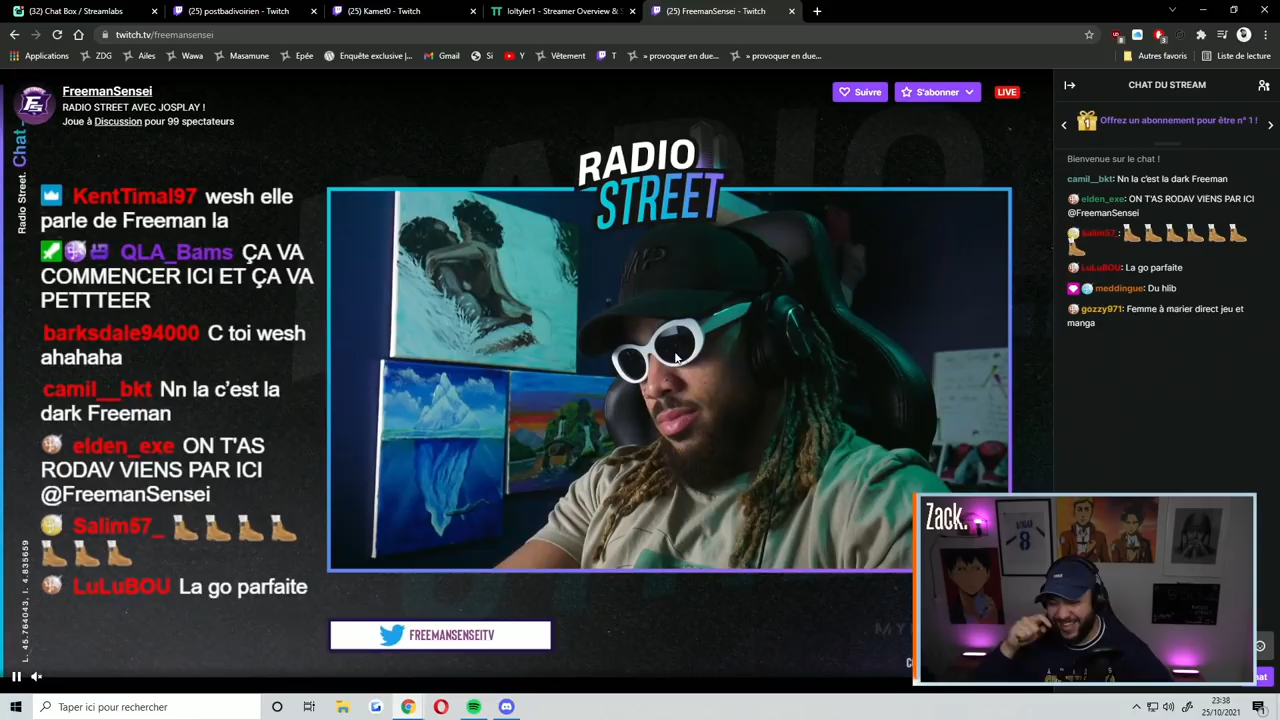 (32) Chat Box / Streamlabs
(25) postbadivoirien - Twitch
(25) Kamet0 - Twitch
loltyler1 - Streamer Overview & S
(25) FreemanSensei - Twitch
twitch.tv/freemansensei
Applications
ZDG
Ailes
Wawa
Masamune
Epée
Enquête exclusive |...
Gmail
Si
Y
Vêtement
T
» provoquer en due...
» provoquer en due...
Autres favoris
Liste de lecture
FreemanSensei
RADIO STREET AVEC JOSPLAY !
Joue à Discussion pour 99 spectateurs
Suivre
S'abonner
LIVE
CHAT DU STREAM
Offrez un abonnement pour être n° 1 !
Bienvenue sur le chat !
camil__bkt: Nn la c'est la dark Freeman
elden_exe: ON T'AS RODAV VIENS PAR ICI
@FreemanSensei
Salim57_:
LuLuBOU: La go parfaite
meddingue: Du hlib
gozzy971: Femme à marier direct jeu et
manga
Radio Street. Chat
RADIO
STREET
KentTimal97 wesh elle
parle de Freeman la
QLA_Bams ÇA VA
COMMENCER ICI ET ÇA VA
PETTTEER
barksdale94000 C toi wesh
ahahaha
camil__bkt Nn la c'est la
dark Freeman
elden_exe ON T'AS
RODAV VIENS PAR ICI
@FreemanSensei
Salim57_
LuLuBOU La go parfaite
L. 45.764043, l. 4.835659
FREEMANSENSEITV
Zack.
8
Taper ici pour rechercher
23:38
25/10/2021